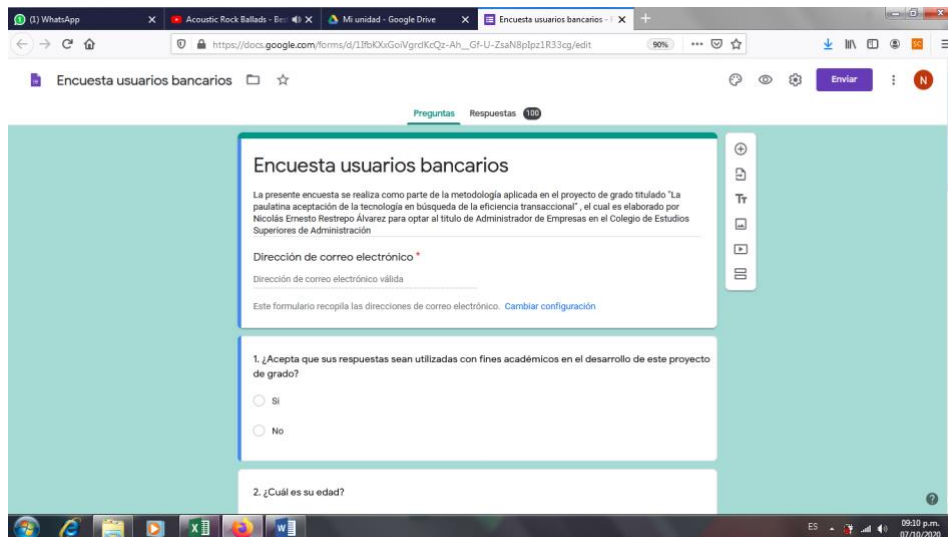 (1) WhatsApp
Acoustic Rock Ballads - Bes
Mi unidad - Google Drive
Encuesta usuarios bancarios - F
https://docs.google.com/forms/d/1IfbKXxGoiVgrdKcQz-Ah__Gf-U-ZsaN8pIpz1R33cg/edit
90%
Encuesta usuarios bancarios
Enviar
N
Preguntas Respuestas 100
Encuesta usuarios bancarios
La presente encuesta se realiza como parte de la metodología aplicada en el proyecto de grado titulado "La
paulatina aceptación de la tecnología en búsqueda de la eficiencia transaccional" , el cual es elaborado por
Nicolás Ernesto Restrepo Álvarez para optar al titulo de Administrador de Empresas en el Colegio de Estudios
Superiores de Administración
Dirección de correo electrónico *
Dirección de correo electrónico válida
Este formulario recopila las direcciones de correo electrónico. Cambiar configuración
1. ¿Acepta que sus respuestas sean utilizadas con fines académicos en el desarrollo de este proyecto
de grado?
Si
No
2. ¿Cuál es su edad?
Tт
ES
09:10 p.m.
07/10/2020